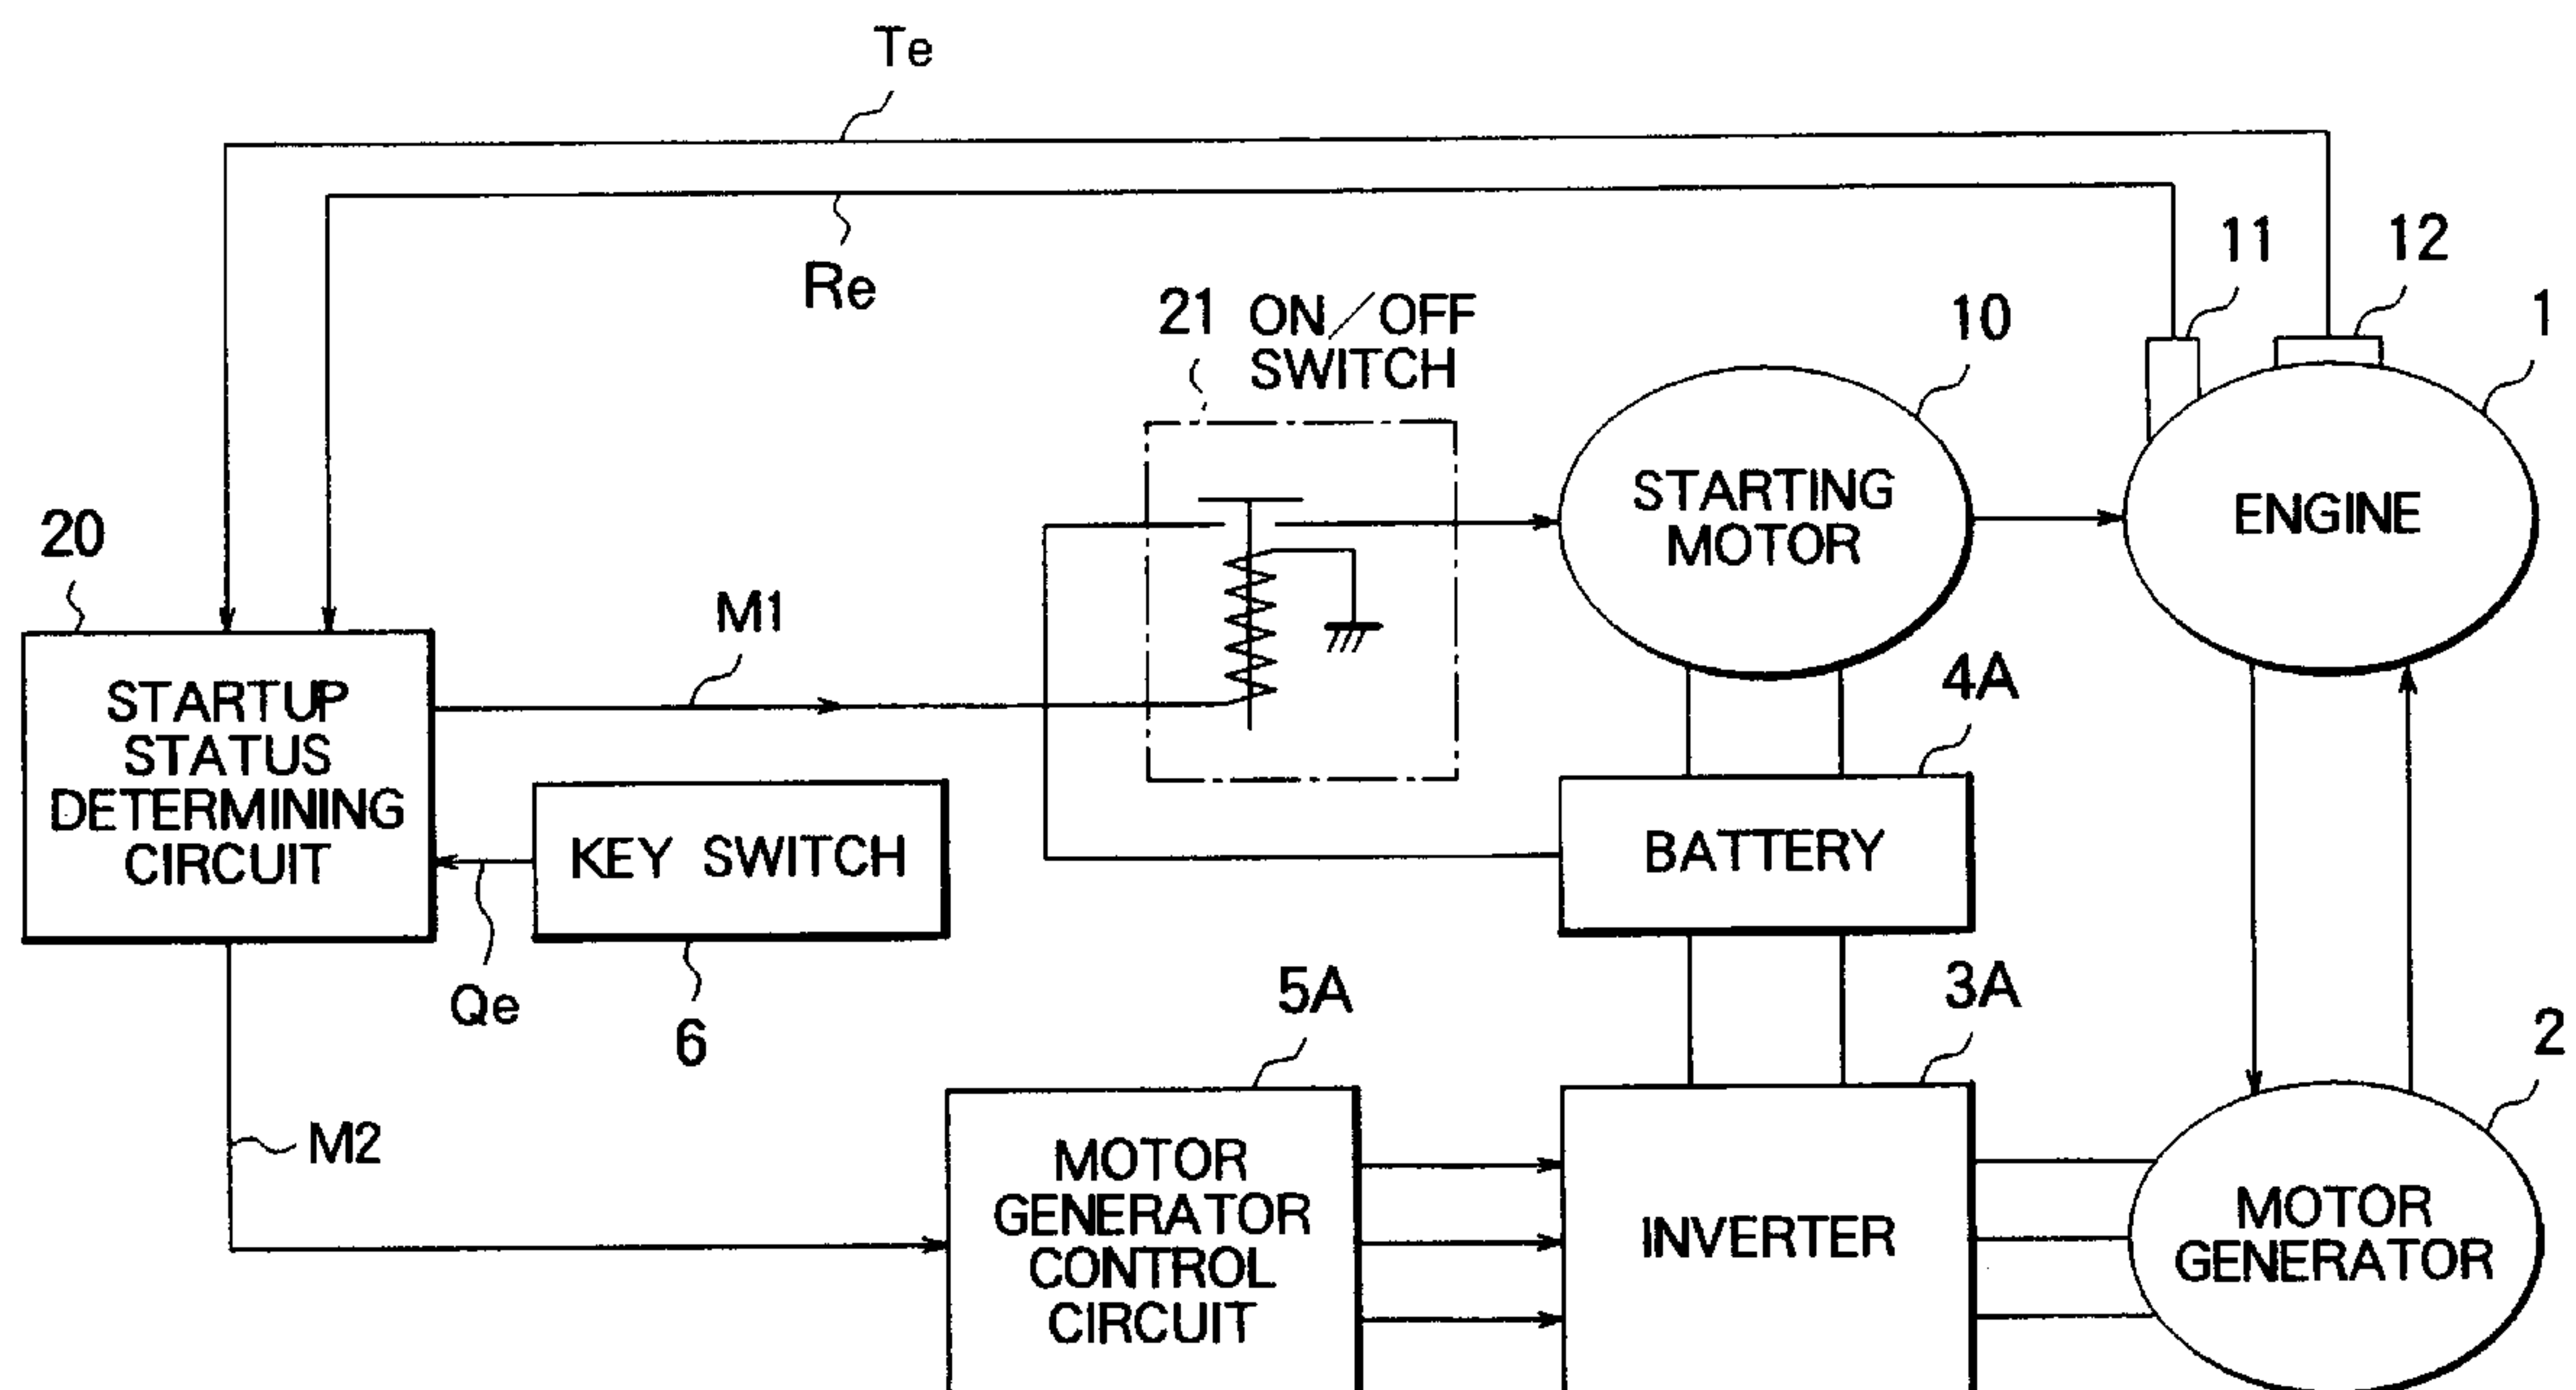 Te
Re
11
12
1
21 ON/OFF
SWITCH
10
STARTING
MOTOR
ENGINE
20
M1
4A
STARTUP
STATUS
DETERMINING
CIRCUIT
KEY SWITCH
BATTERY
Qe
6
5A
3A
2
M2
MOTOR
GENERATOR
CONTROL
CIRCUIT
INVERTER
MOTOR
GENERATOR